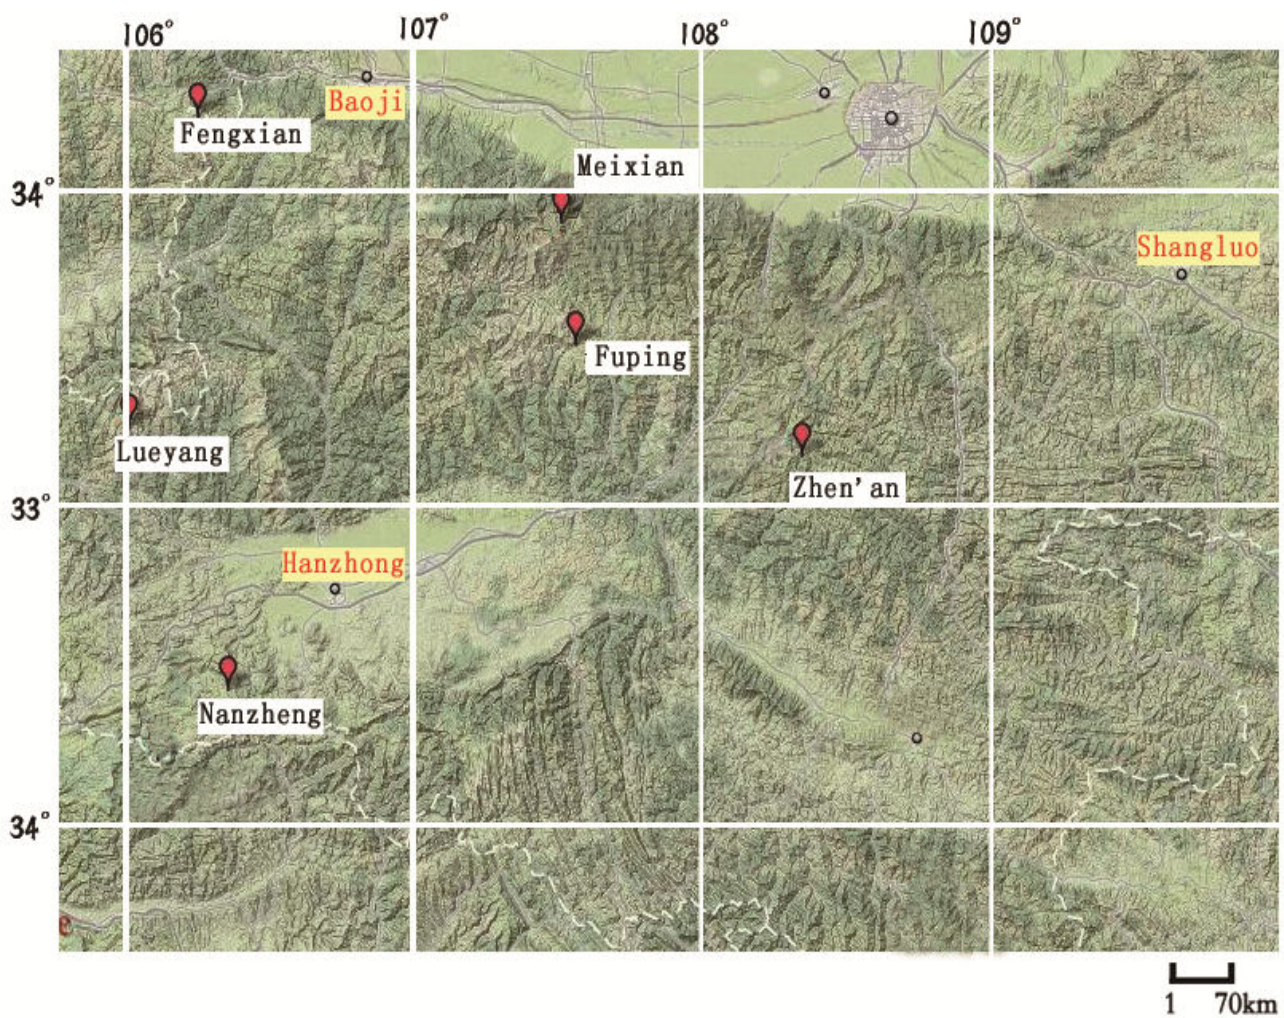 106° 107° 108° 109°
Baoji
Fengxian
Meixian
34°
Shangluo
Fuping
Lueyang
Zhen'an
33°
Hanzhong
Nanzheng
34°
e
1 70km